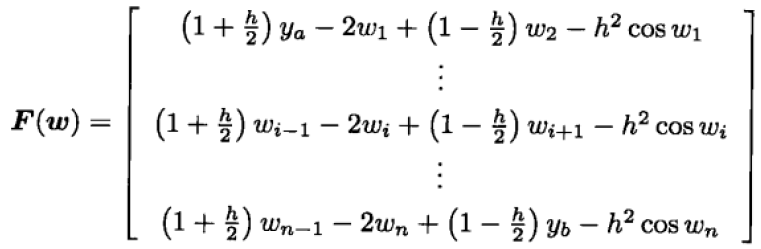 F(w) = [ (1 + h/2) y_a − 2w_1 + (1 − h/2) w_2 − h^2 cos w_1
⋮
(1 + h/2) w_{i−1} − 2w_i + (1 − h/2) w_{i+1} − h^2 cos w_i
⋮
(1 + h/2) w_{n−1} − 2w_n + (1 − h/2) y_b − h^2 cos w_n ]